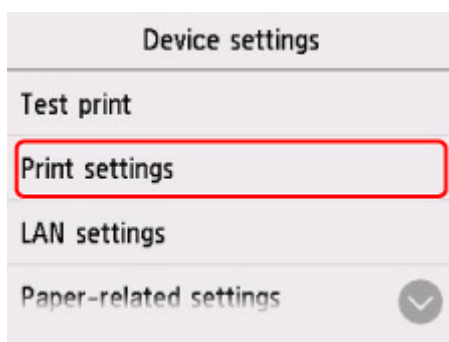 Device settings
Test print
Print settings
LAN settings
Paper-related settings